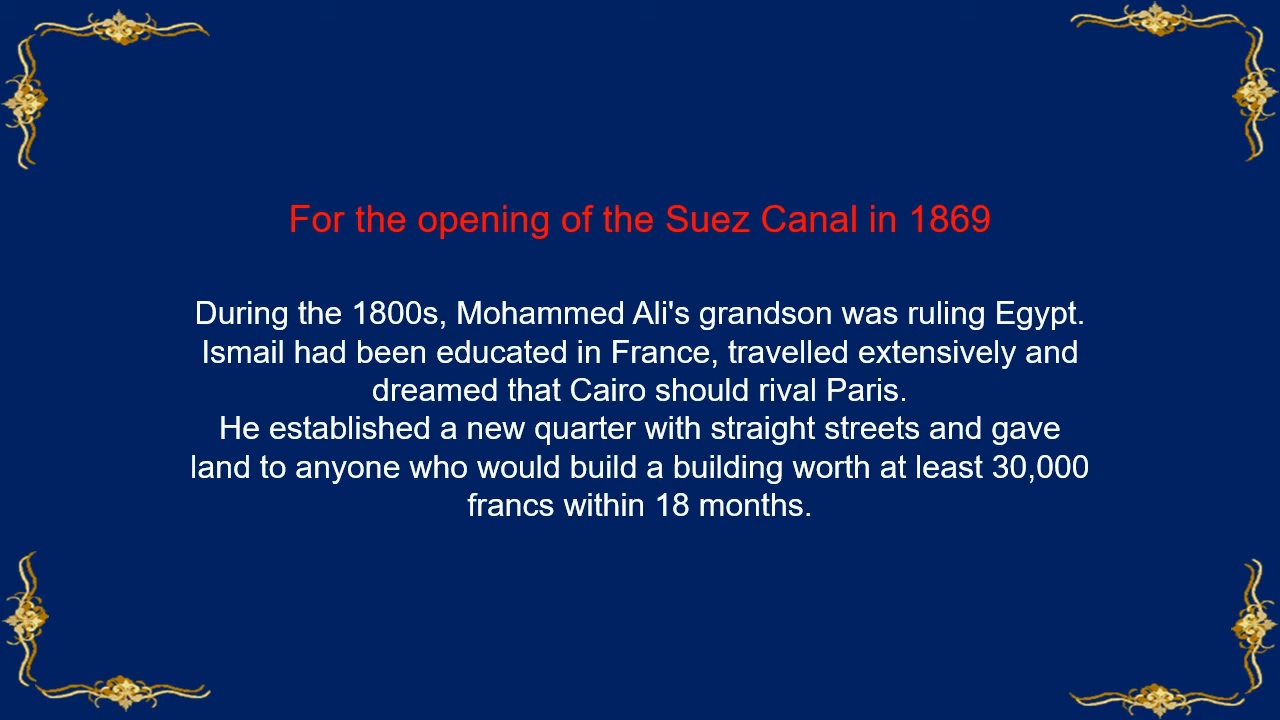 For the opening of the Suez Canal in 1869
During the 1800s, Mohammed Ali's grandson was ruling Egypt.
Ismail had been educated in France, travelled extensively and
dreamed that Cairo should rival Paris.
He established a new quarter with straight streets and gave
land to anyone who would build a building worth at least 30,000
francs within 18 months.